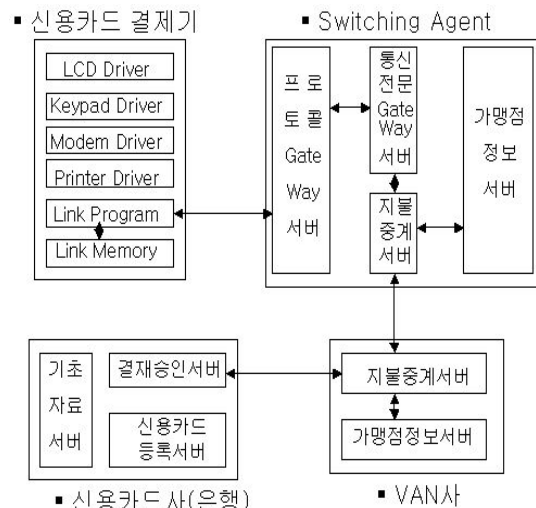 ▪ 신용카드 결제기
LCD Driver
Keypad Driver
Modem Driver
Printer Driver
Link Program
Link Memory
▪ Switching Agent
프로
토콜
Gate
Way
서버
통신
전문
Gate
Way
서버
지불
중계
서버
가맹점
정보
서버
기초
자료
서버
결재승인서버
신용카드
등록서버
▪ 신용카드사(은행)
지불중계서버
가맹점정보서버
▪ VAN사